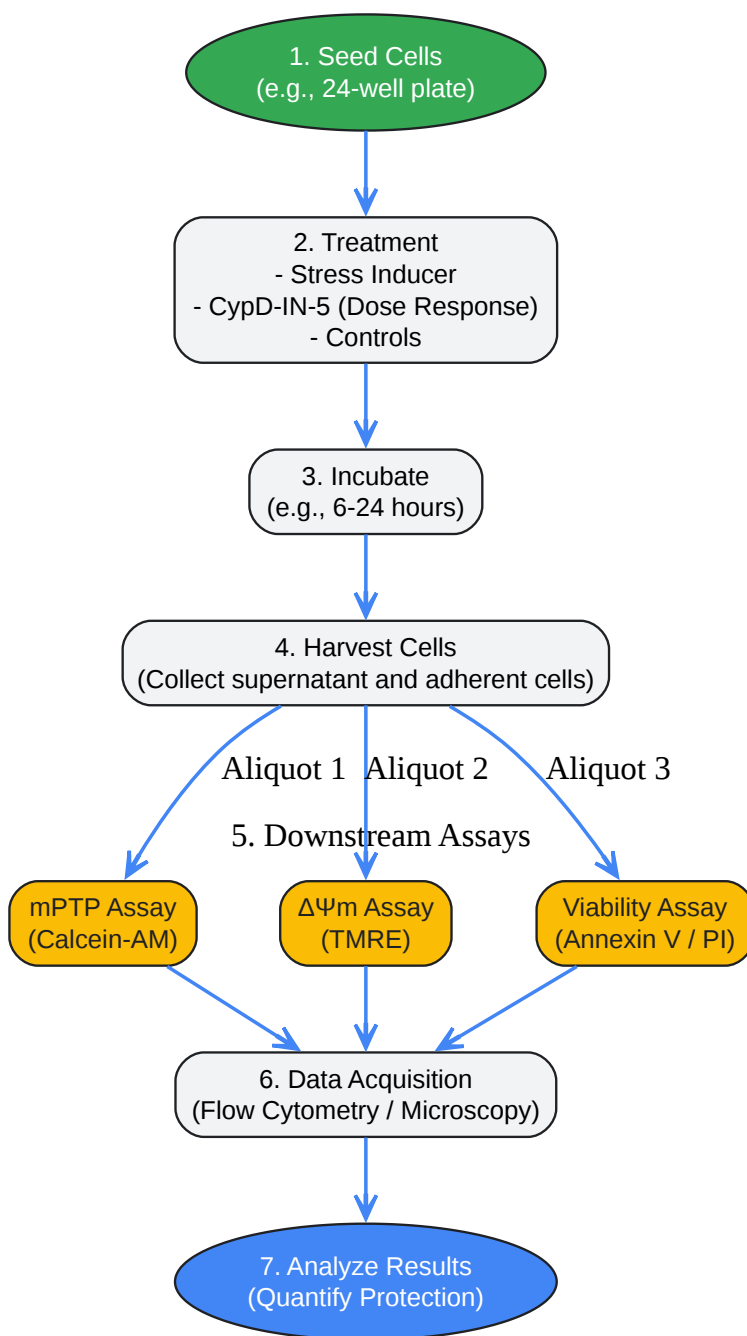 1. Seed Cells
(e.g., 24-well plate)
2. Treatment
- Stress Inducer
- CypD-IN-5 (Dose Response)
- Controls
3. Incubate
(e.g., 6-24 hours)
4. Harvest Cells
(Collect supernatant and adherent cells)
Aliquot 1
Aliquot 2
Aliquot 3
5. Downstream Assays
mPTP Assay
(Calcein-AM)
ΔΨm Assay
(TMRE)
Viability Assay
(Annexin V / PI)
6. Data Acquisition
(Flow Cytometry / Microscopy)
7. Analyze Results
(Quantify Protection)